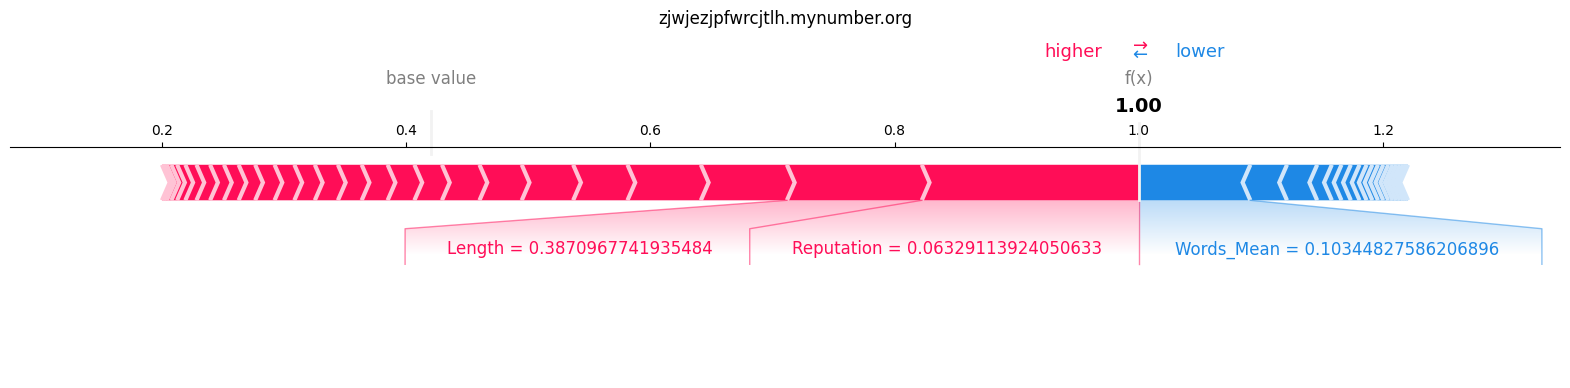 zjwjezjpfwrcjtlh.mynumber.org
higher → ← lower
base value f(x)
1.00
0.2 0.4 0.6 0.8 1.0 1.2
Length = 0.3870967741935484 Reputation = 0.06329113924050633 Words_Mean = 0.10344827586206896